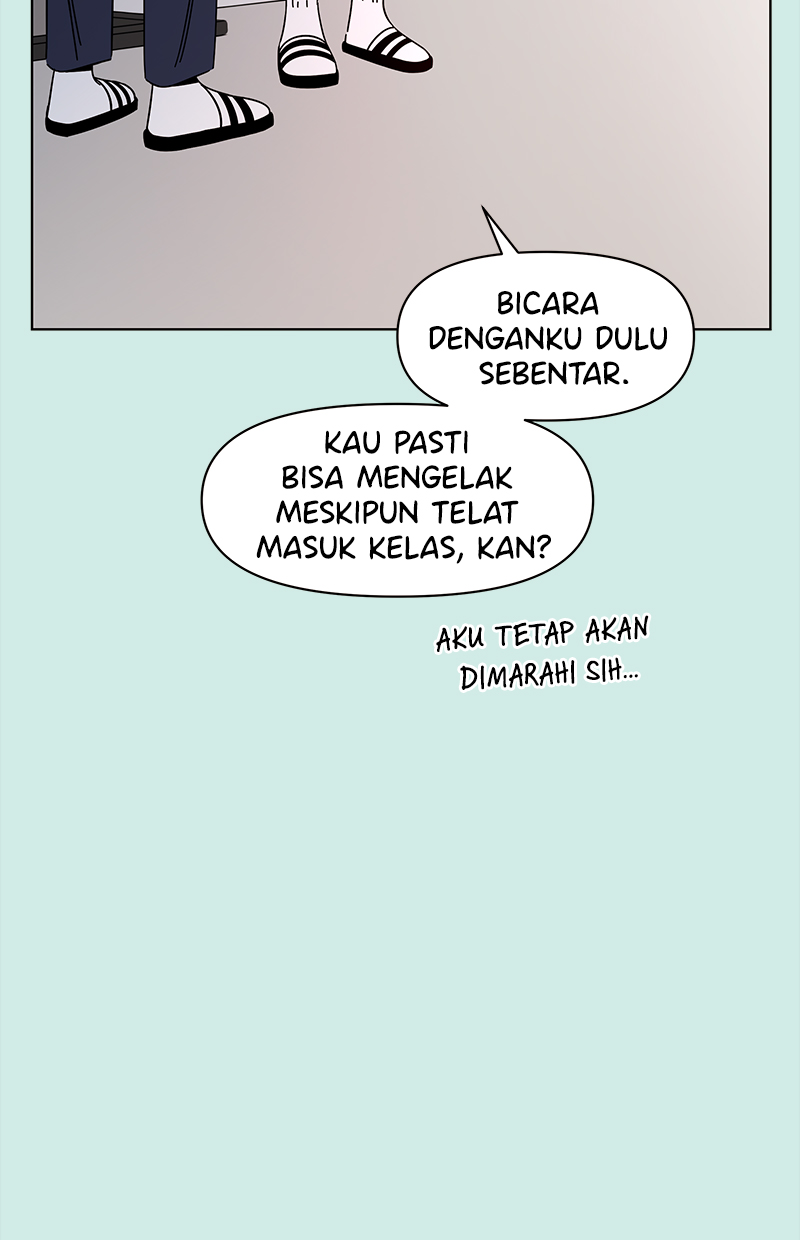 BICARA
DENGANKU DULU
SEBENTAR.
KAU PASTI
BISA MENGELAK
MESKIPUN TELAT
MASUK KELAS, KAN?
AKU TETAP AKAN
DIMARAHI SIH...